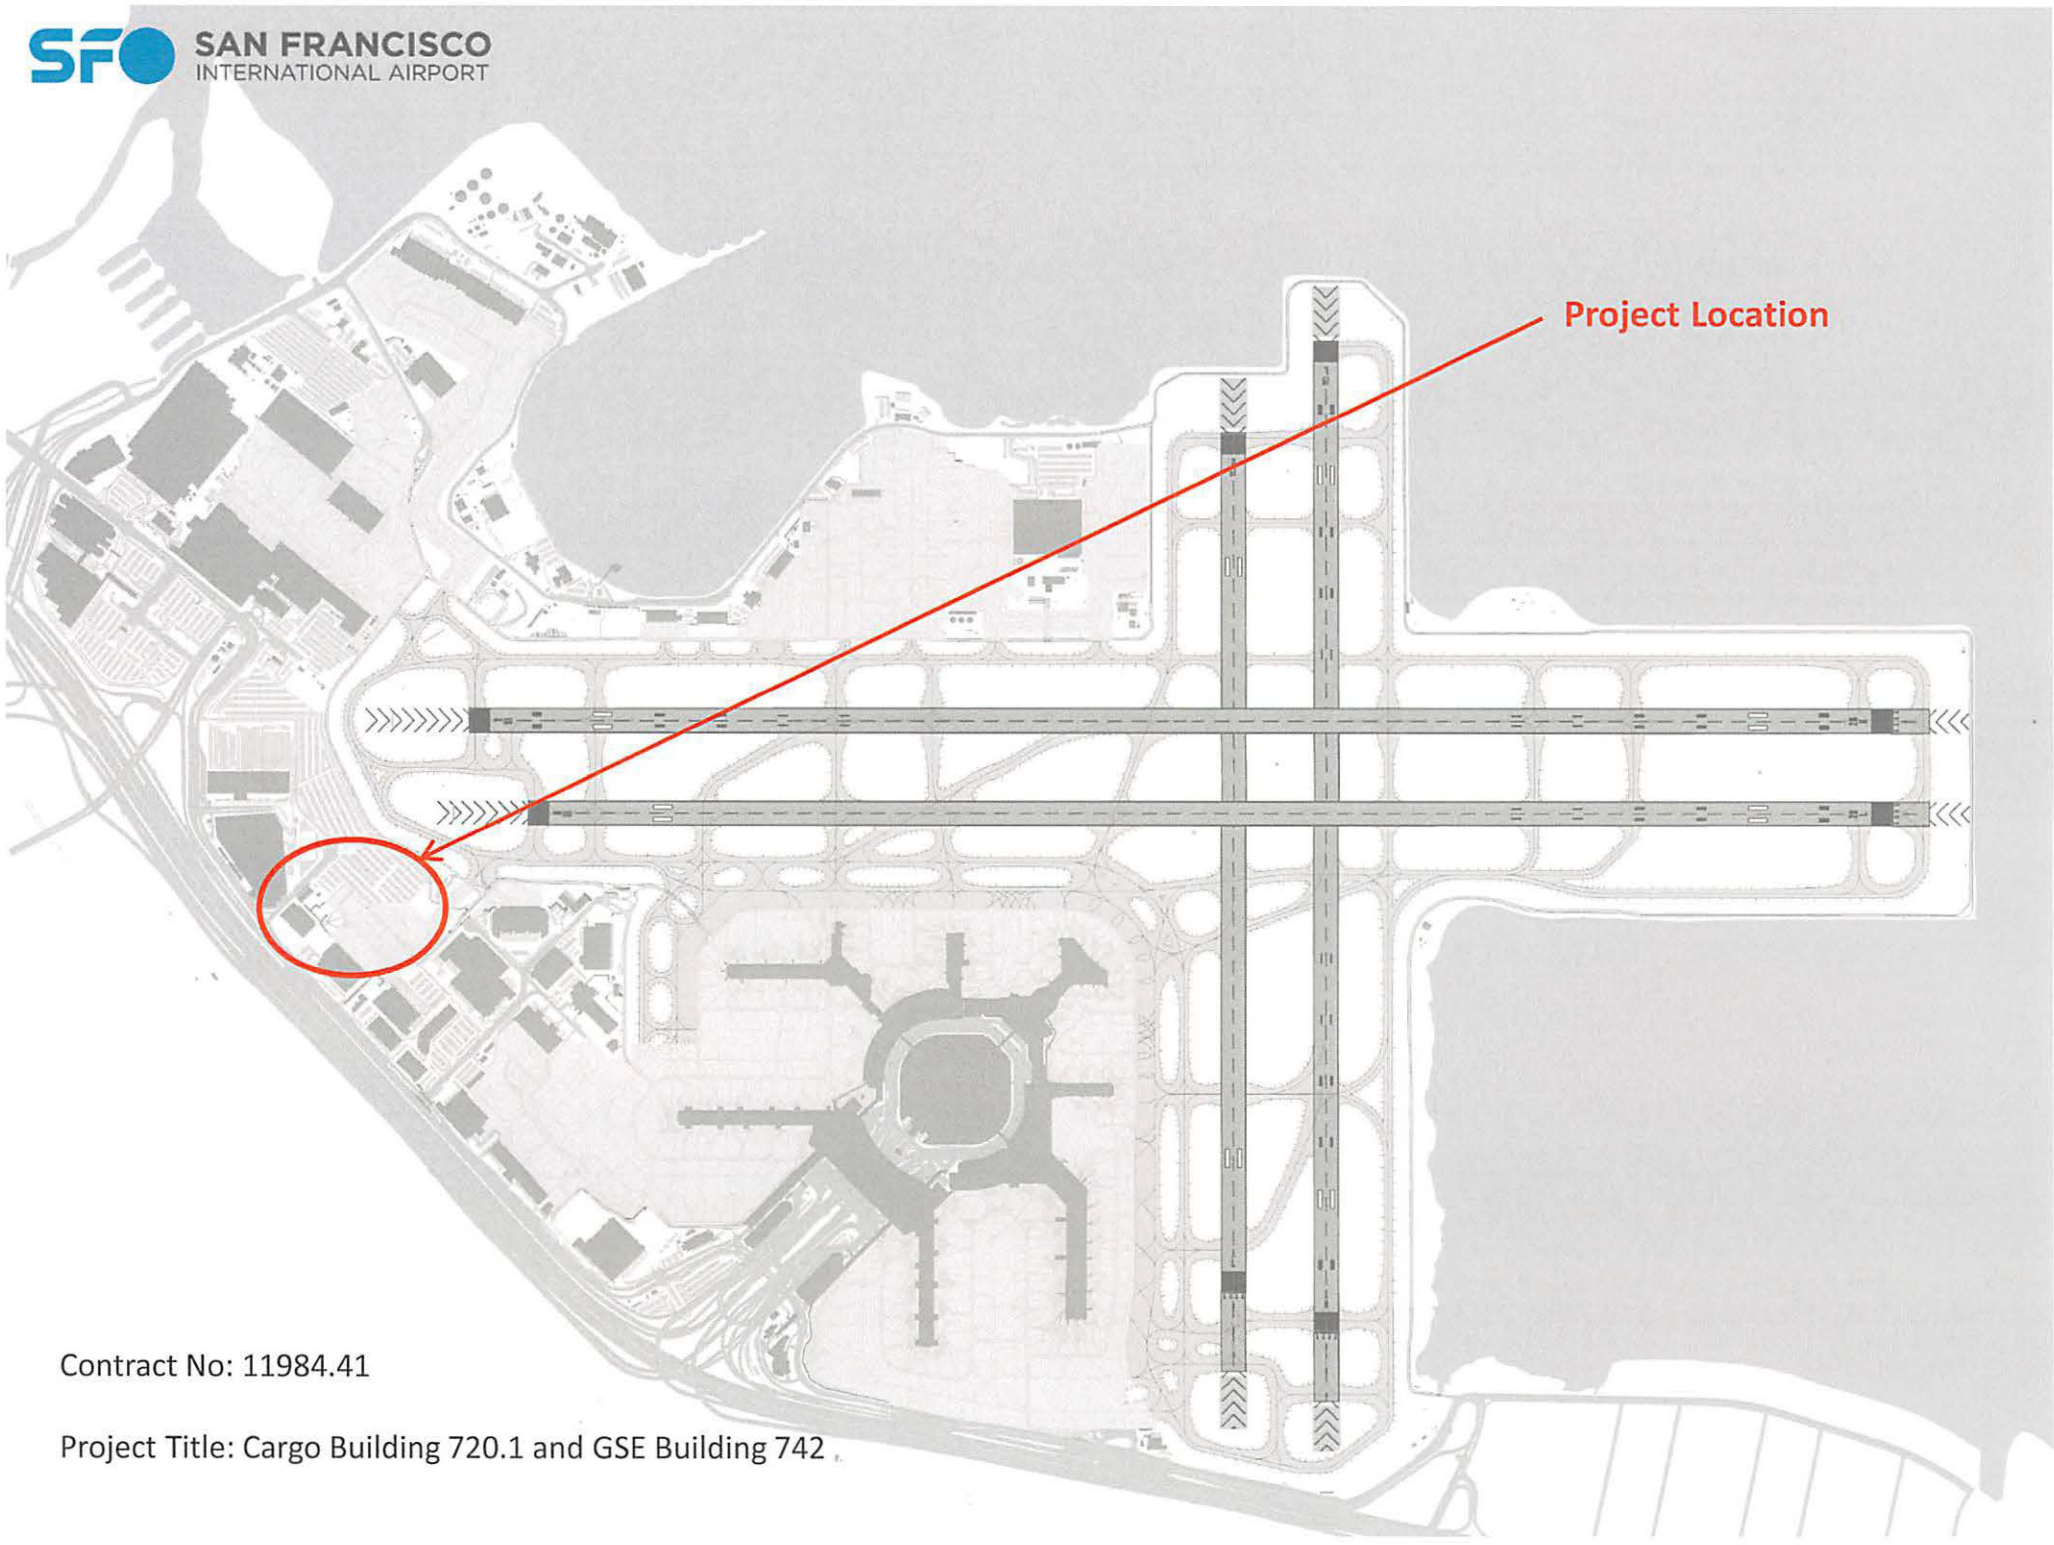 SFO SAN FRANCISCO
INTERNATIONAL AIRPORT
Project Location
Contract No: 11984.41
Project Title: Cargo Building 720.1 and GSE Building 742